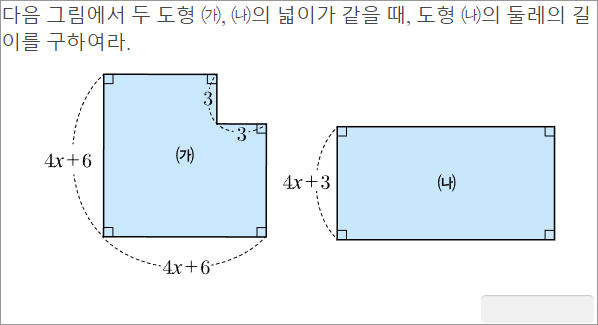 다음 그림에서 두 도형 ㈎, ㈏의 넓이가 같을 때, 도형 ㈏의 둘레의 길
이를 구하여라.
3
3
4x+6
㈎
4x+3
㈏
4x+6